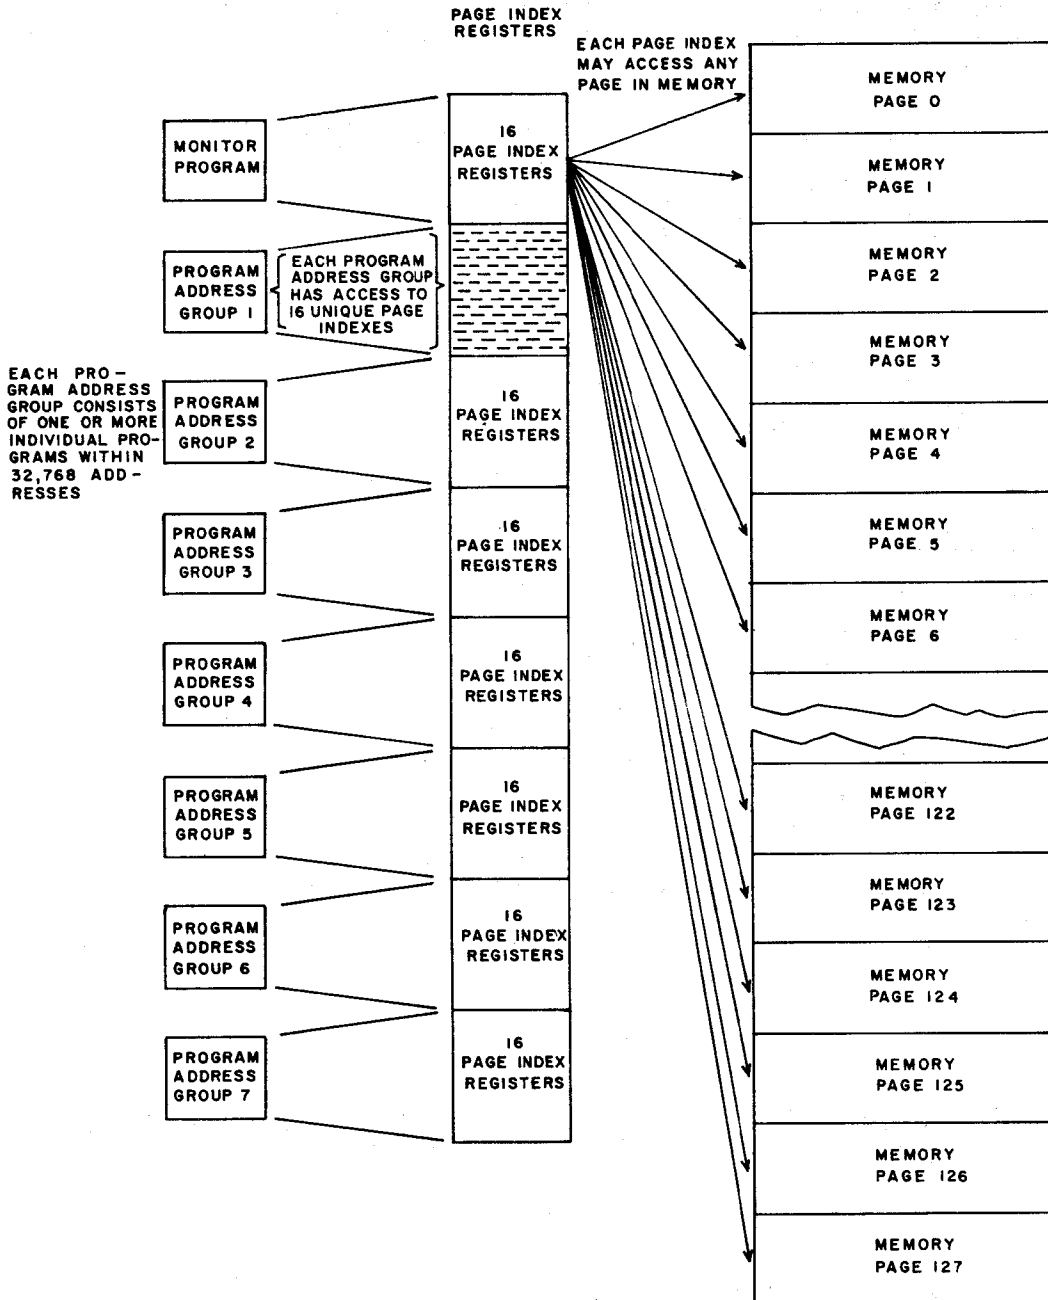 PAGE INDEX
REGISTERS
EACH PAGE INDEX
MAY ACCESS ANY
PAGE IN MEMORY
MONITOR
PROGRAM
PROGRAM
ADDRESS
GROUP 1
EACH PROGRAM
ADDRESS GROUP
HAS ACCESS TO
16 UNIQUE PAGE
INDEXES
EACH PRO-
GRAM ADDRESS
GROUP CONSISTS
OF ONE OR MORE
INDIVIDUAL PRO-
GRAMS WITHIN
32,768 ADD-
RESSES
PROGRAM
ADDRESS
GROUP 2
PROGRAM
ADDRESS
GROUP 3
PROGRAM
ADDRESS
GROUP 4
PROGRAM
ADDRESS
GROUP 5
PROGRAM
ADDRESS
GROUP 6
PROGRAM
ADDRESS
GROUP 7
16
PAGE INDEX
REGISTERS
16
PAGE INDEX
REGISTERS
16
PAGE INDEX
REGISTERS
16
PAGE INDEX
REGISTERS
16
PAGE INDEX
REGISTERS
16
PAGE INDEX
REGISTERS
16
PAGE INDEX
REGISTERS
MEMORY
PAGE 0
MEMORY
PAGE 1
MEMORY
PAGE 2
MEMORY
PAGE 3
MEMORY
PAGE 4
MEMORY
PAGE 5
MEMORY
PAGE 6
MEMORY
PAGE 122
MEMORY
PAGE 123
MEMORY
PAGE 124
MEMORY
PAGE 125
MEMORY
PAGE 126
MEMORY
PAGE 127